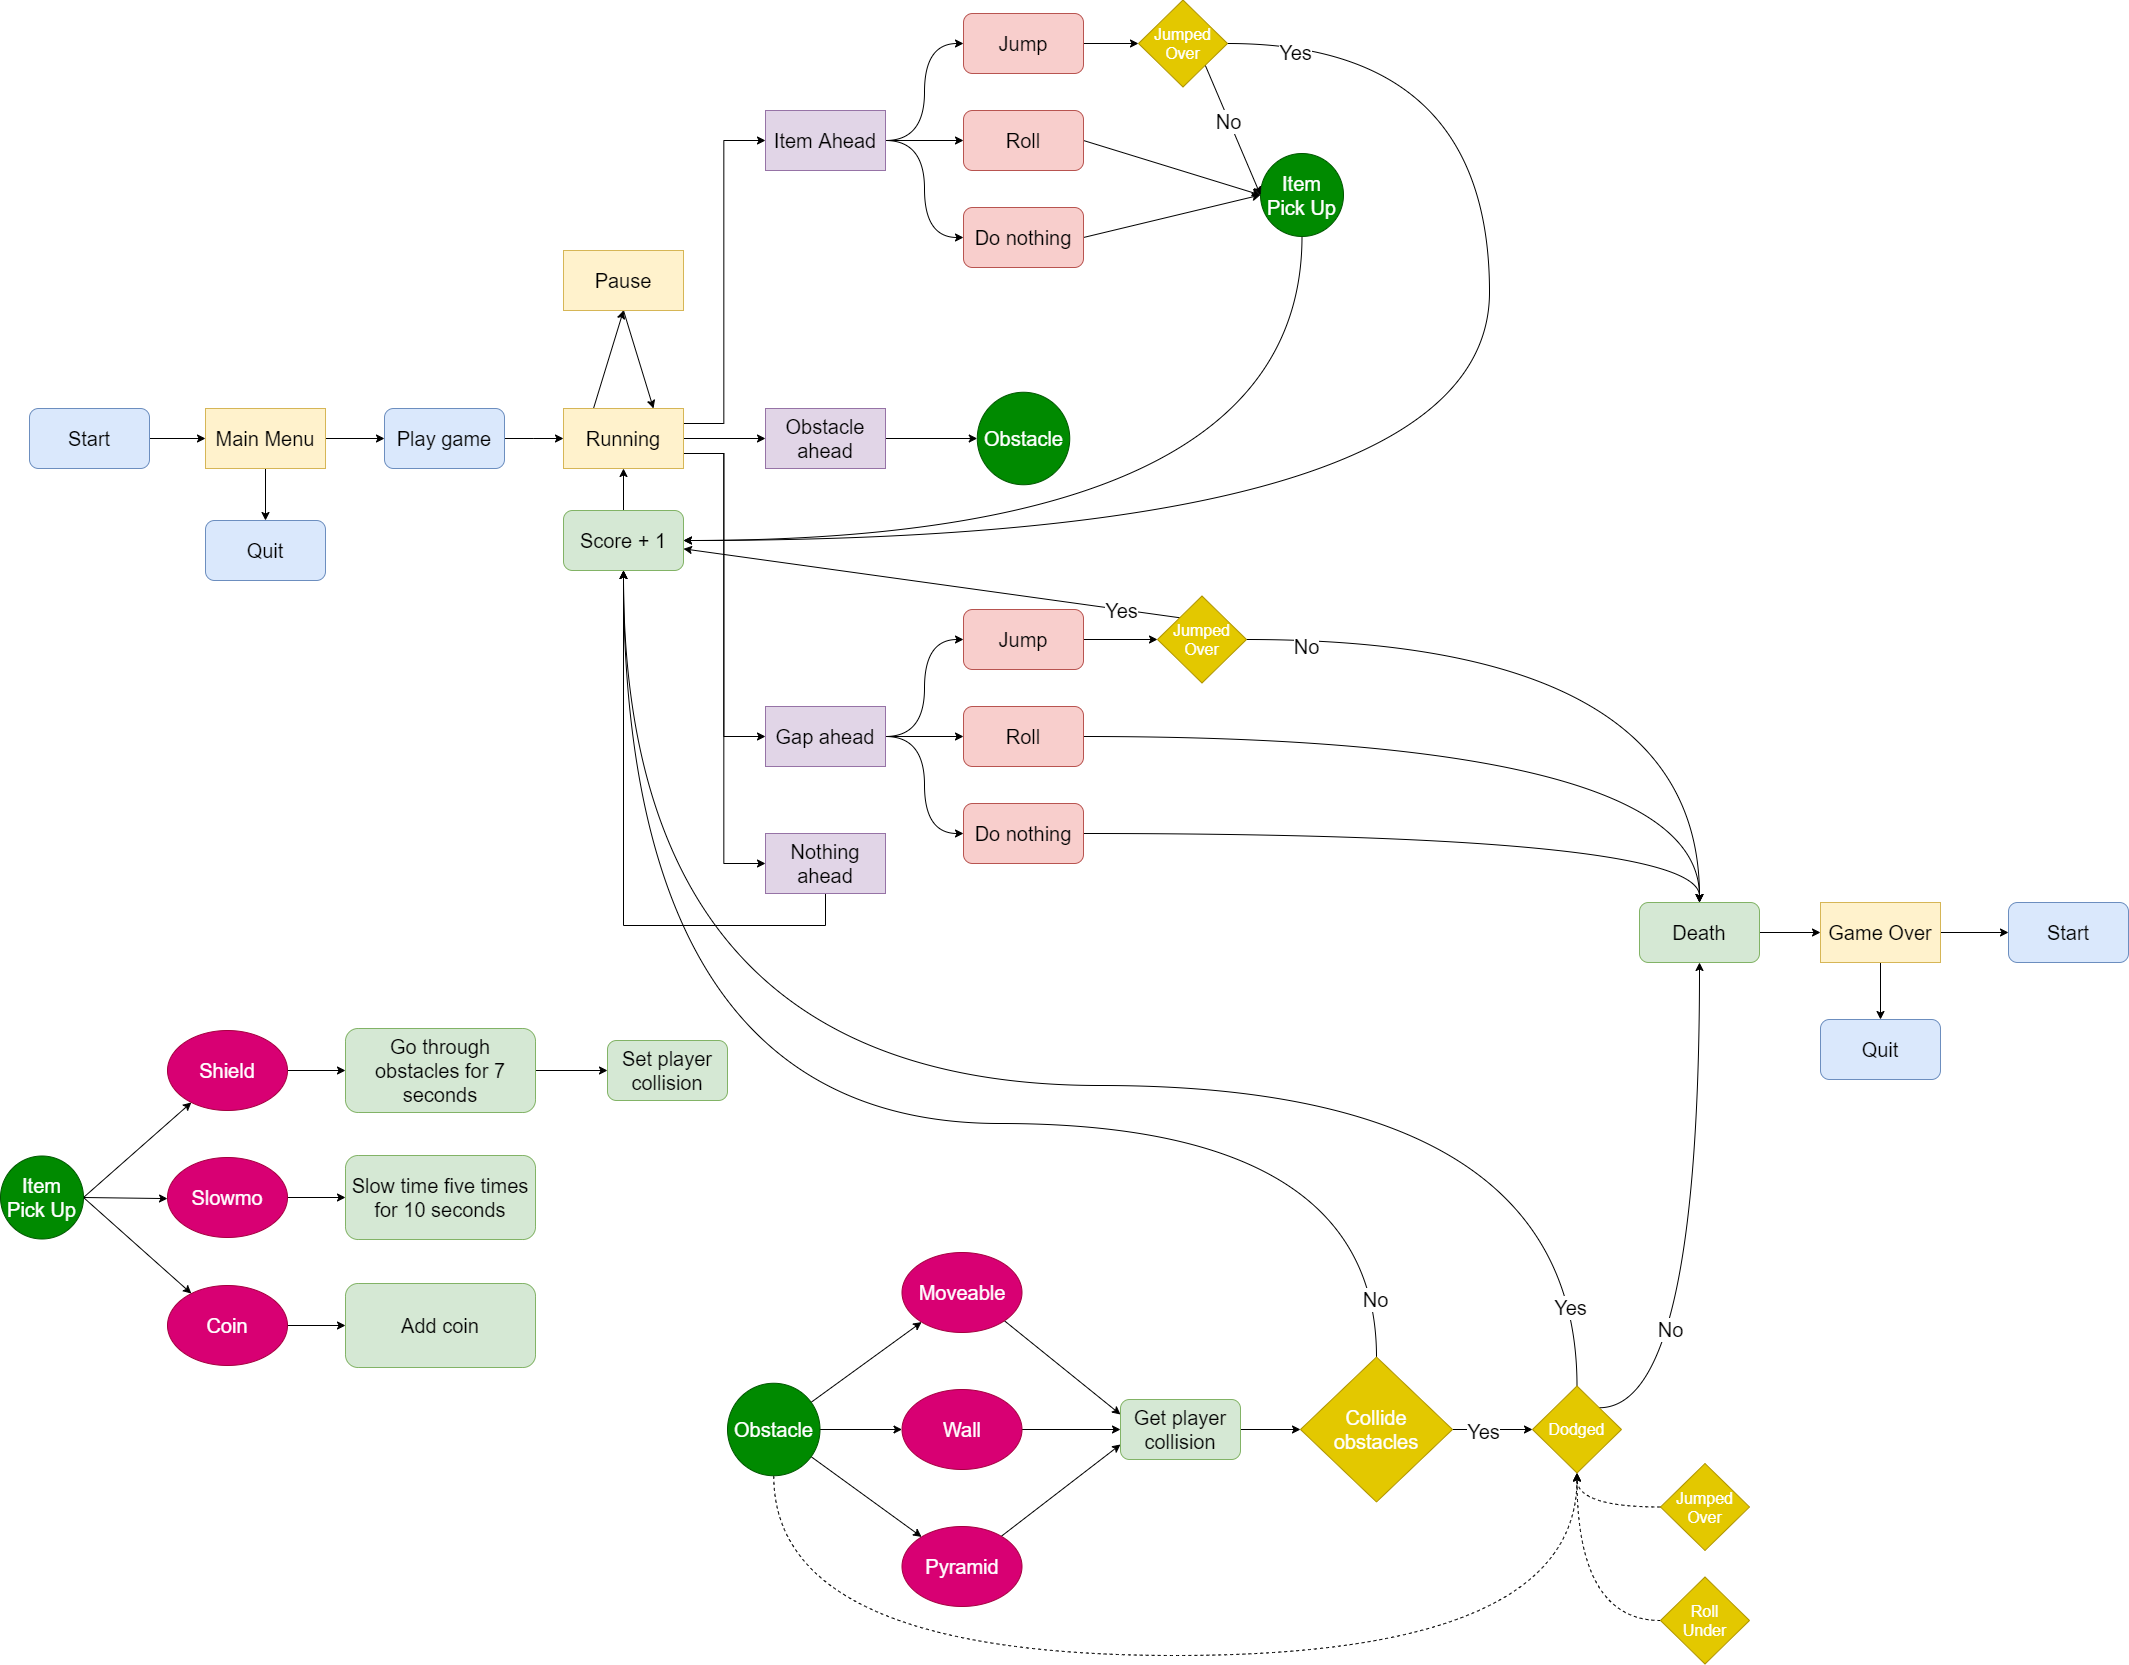 Jump
Jumped
Over
Yes
No
Item Ahead
Roll
Item
Pick Up
Do nothing
Pause
Start
Main Menu
Play game
Running
Obstacle
ahead
Obstacle
Quit
Score + 1
Yes
Jump
Jumped
Over
No
Gap ahead
Roll
Do nothing
Nothing
ahead
Death
Game Over
Start
Quit
Shield
Go through
obstacles for 7
seconds
Set player
collision
Item
Pick Up
Slowmo
Slow time five times
for 10 seconds
Coin
Add coin
Moveable
No
Yes
No
Obstacle
Wall
Get player
collision
Collide
obstacles
Yes
Dodged
Jumped
Over
Pyramid
Roll
Under